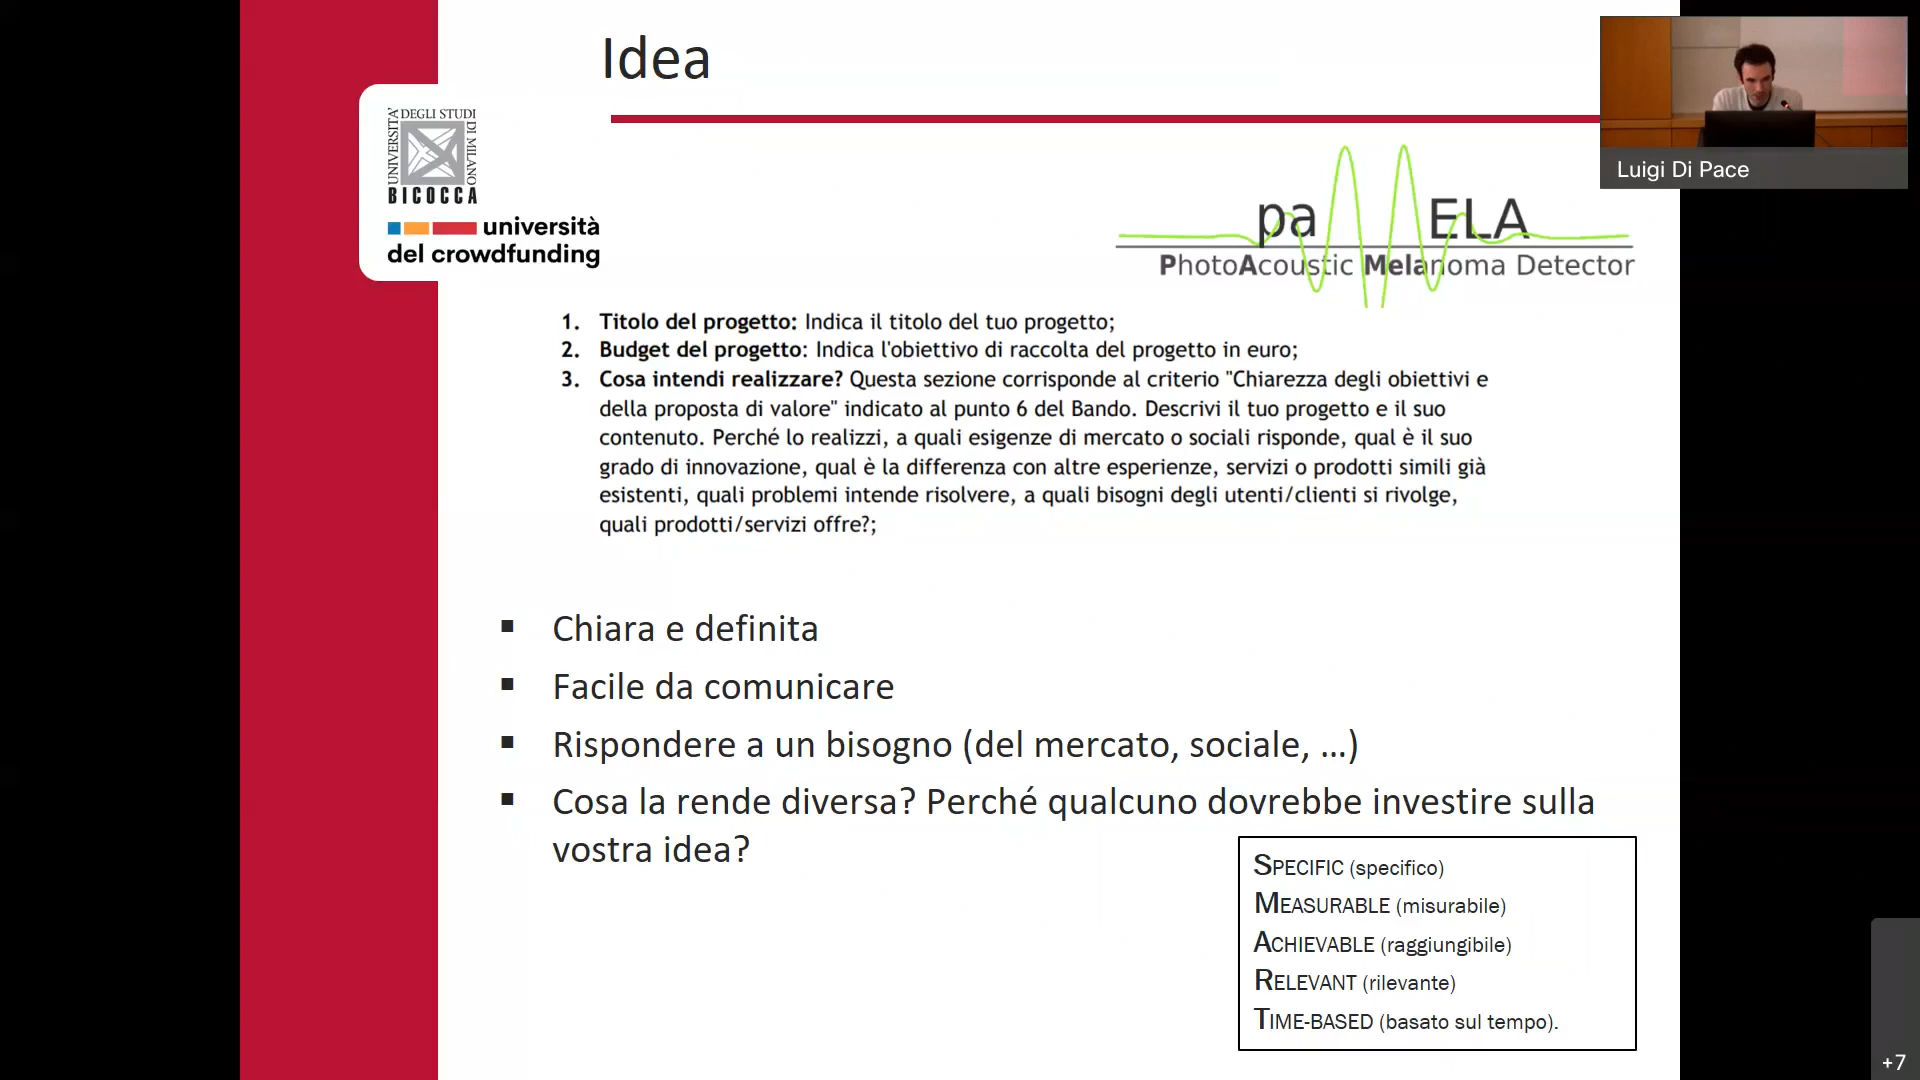 Idea
UNIVERSITA' DEGLI STUDI DI MILANO
BICOCCA
università
del crowdfunding
Luigi Di Pace
pa ELA
PhotoAcoustic Melanoma Detector
1. Titolo del progetto: Indica il titolo del tuo progetto;
2. Budget del progetto: Indica l'obiettivo di raccolta del progetto in euro;
3. Cosa intendi realizzare? Questa sezione corrisponde al criterio "Chiarezza degli obiettivi e
della proposta di valore" indicato al punto 6 del Bando. Descrivi il tuo progetto e il suo
contenuto. Perché lo realizzi, a quali esigenze di mercato o sociali risponde, qual è il suo
grado di innovazione, qual è la differenza con altre esperienze, servizi o prodotti simili già
esistenti, quali problemi intende risolvere, a quali bisogni degli utenti/clienti si rivolge,
quali prodotti/servizi offre?;
▪ Chiara e definita
▪ Facile da comunicare
▪ Rispondere a un bisogno (del mercato, sociale, …)
▪ Cosa la rende diversa? Perché qualcuno dovrebbe investire sulla
vostra idea?
SPECIFIC (specifico)
MEASURABLE (misurabile)
ACHIEVABLE (raggiungibile)
RELEVANT (rilevante)
TIME-BASED (basato sul tempo).
+7